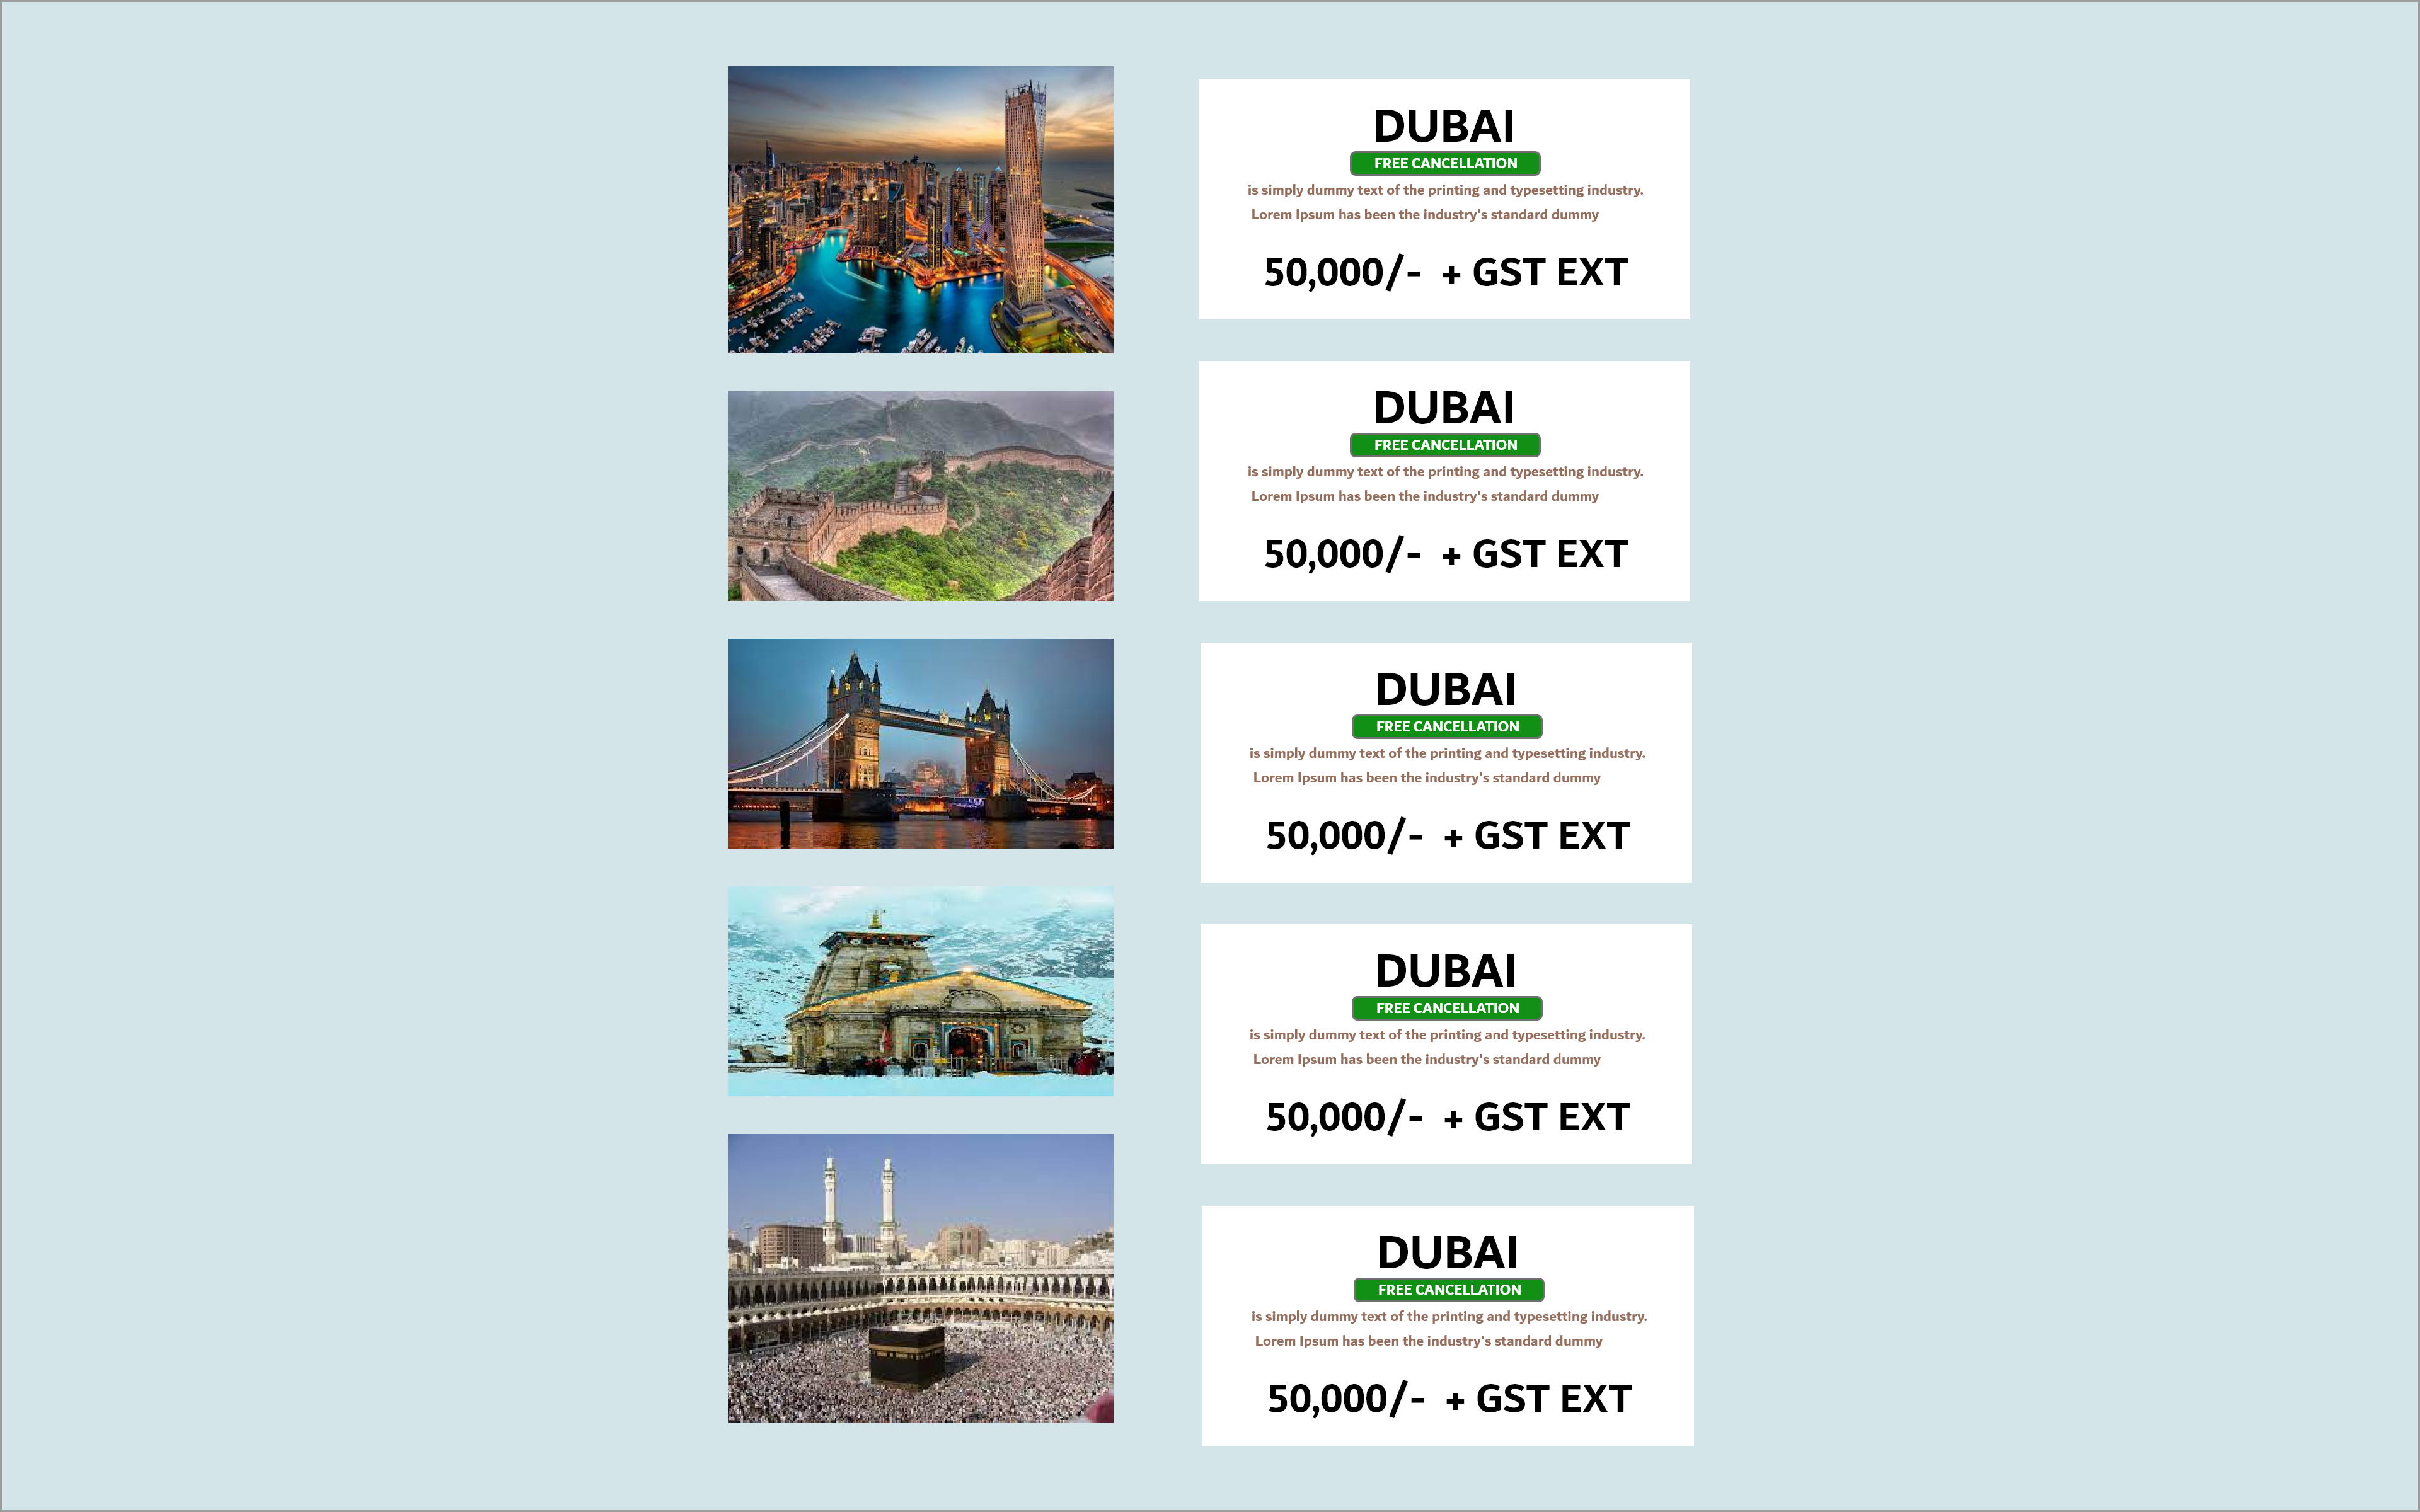 DUBAI
FREE CANCELLATION
is simply dummy text of the printing and typesetting industry.
Lorem Ipsum has been the industry's standard dummy
50,000/- + GST EXT
DUBAI
FREE CANCELLATION
is simply dummy text of the printing and typesetting industry.
Lorem Ipsum has been the industry's standard dummy
50,000/- + GST EXT
DUBAI
FREE CANCELLATION
is simply dummy text of the printing and typesetting industry.
Lorem Ipsum has been the industry's standard dummy
50,000/- + GST EXT
DUBAI
FREE CANCELLATION
is simply dummy text of the printing and typesetting industry.
Lorem Ipsum has been the industry's standard dummy
50,000/- + GST EXT
DUBAI
FREE CANCELLATION
is simply dummy text of the printing and typesetting industry.
Lorem Ipsum has been the industry's standard dummy
50,000/- + GST EXT